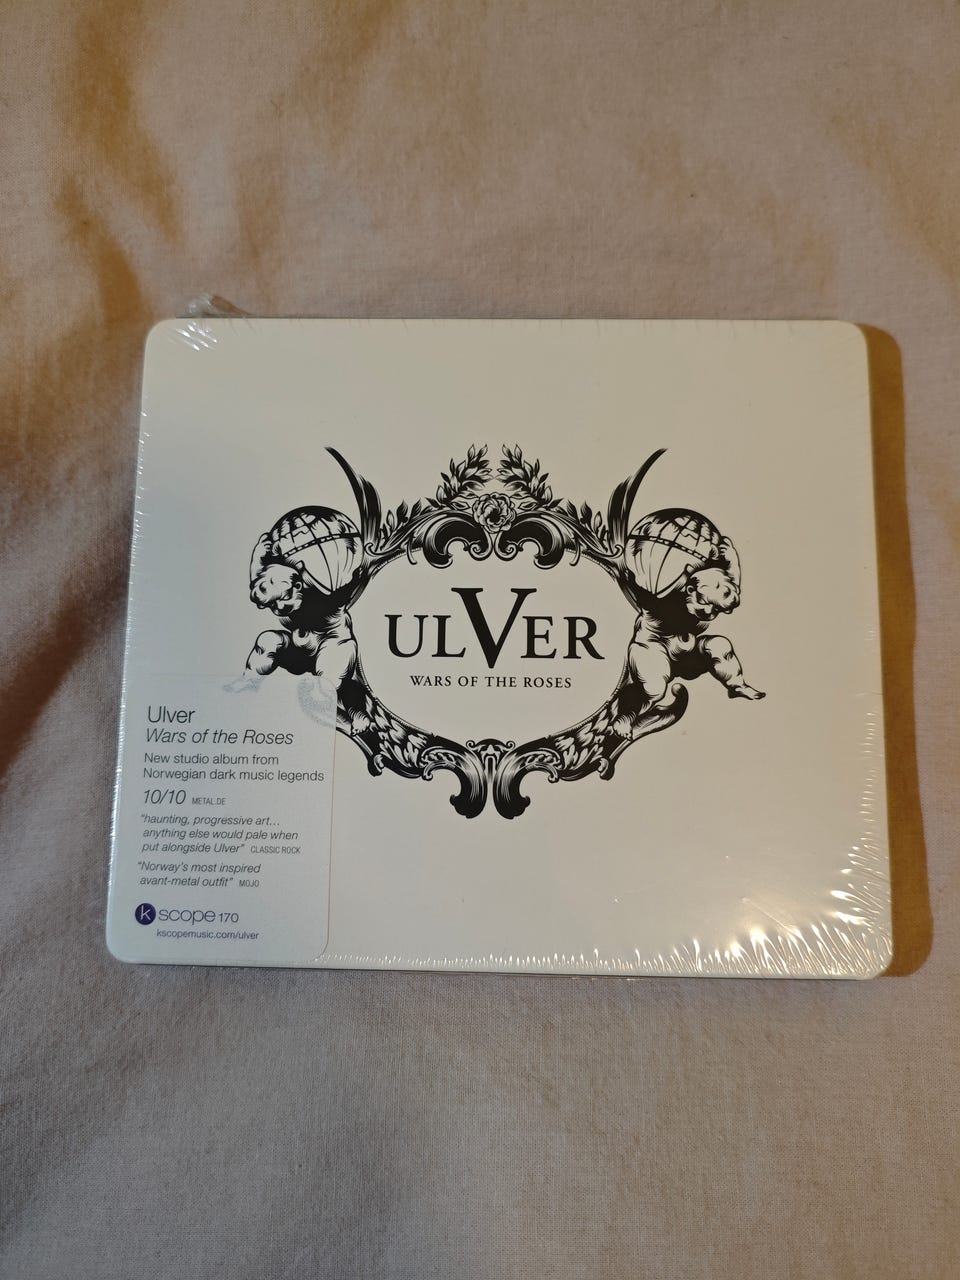 ULVER
WARS OF THE ROSES
Ulver
Wars of the Roses
New studio album from
Norwegian dark music legends
10/10 METAL.DE
"haunting, progressive art...
anything else would pale when
put alongside Ulver" CLASSIC ROCK
"Norway's most inspired
avant-metal outfit" MOJO
k scope 170
kscopemusic.com/ulver